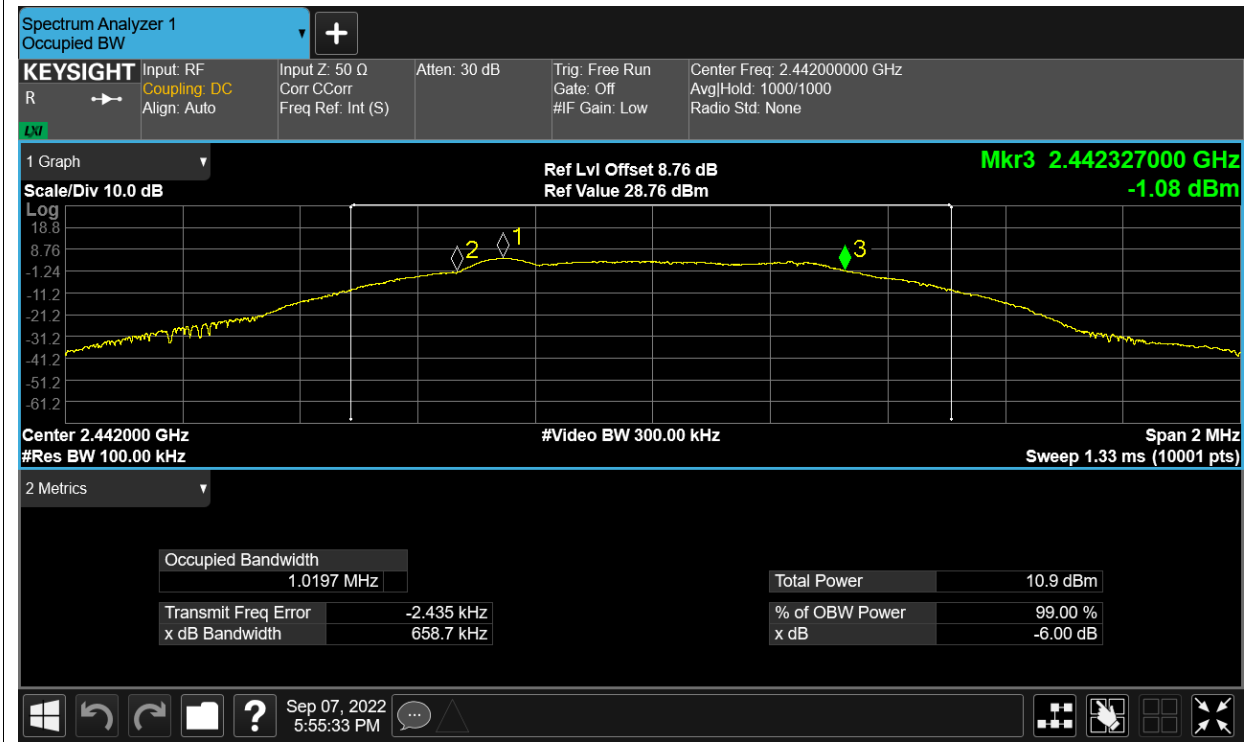 Spectrum Analyzer 1
Occupied BW
+
KEYSIGHT
R
LXI
Input: RF
Coupling: DC
Align: Auto
Input Z: 50 Ω
Corr CCorr
Freq Ref: Int (S)
Atten: 30 dB
Trig: Free Run
Gate: Off
#IF Gain: Low
Center Freq: 2.442000000 GHz
Avg|Hold: 1000/1000
Radio Std: None
1 Graph
Scale/Div 10.0 dB
Ref Lvl Offset 8.76 dB
Ref Value 28.76 dBm
Mkr3 2.442327000 GHz
-1.08 dBm
Log
18.8
8.76
-1.24
-11.2
-21.2
-31.2
-41.2
-51.2
-61.2
2
1
3
Center 2.442000 GHz
#Video BW 300.00 kHz
Span 2 MHz
#Res BW 100.00 kHz
Sweep 1.33 ms (10001 pts)
2 Metrics
Occupied Bandwidth
1.0197 MHz
Transmit Freq Error -2.435 kHz
x dB Bandwidth 658.7 kHz
Total Power 10.9 dBm
% of OBW Power 99.00 %
x dB -6.00 dB
?
Sep 07, 2022
5:55:33 PM